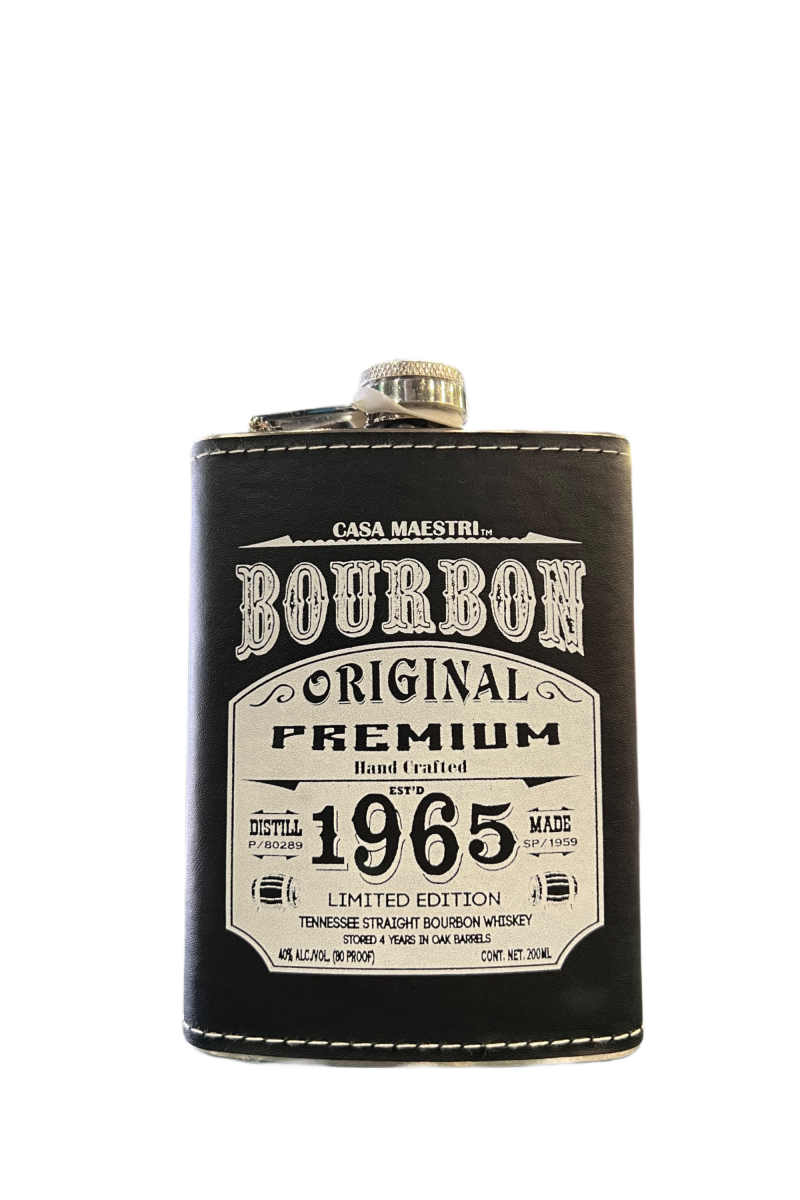 CASA MAESTRI™
BOURBON
ORIGINAL
PREMIUM
Hand Crafted
EST'D
1965
DISTILL
P/80289
MADE
SP/1959
LIMITED EDITION
TENNESSEE STRAIGHT BOURBON WHISKEY
STORED 4 YEARS IN OAK BARRELS
40% ALC./VOL. (80 PROOF)
CONT. NET. 200ML